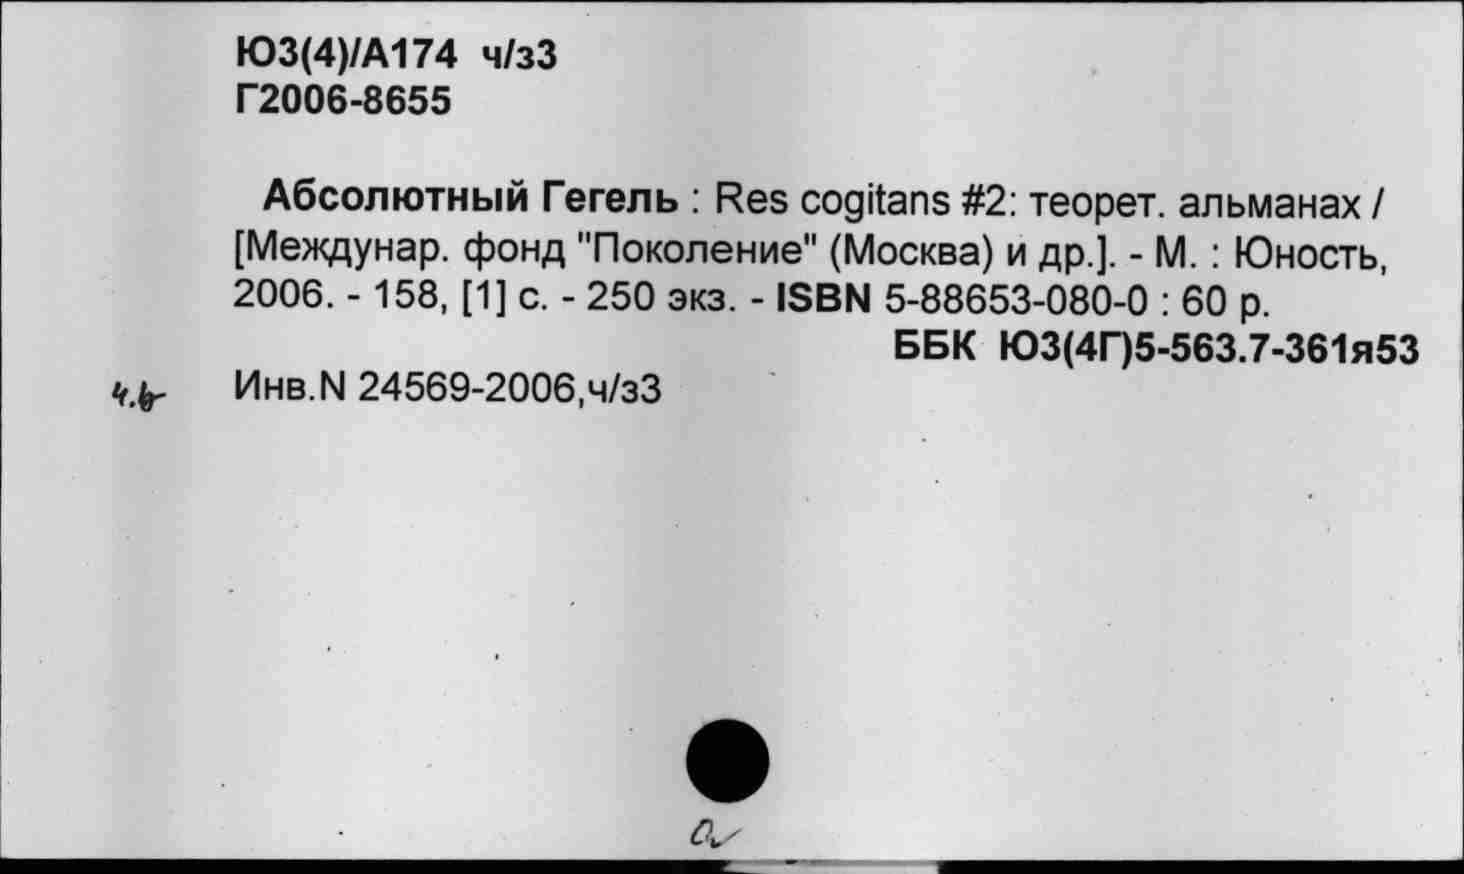 Ю3(4)/А174 ч/з3
Г2006-8655
Абсолютный Гегель : Res cogitans #2: теорет. альманах /
[Междунар. фонд "Поколение" (Москва) и др.]. - М. : Юность,
2006. - 158, [1] с. - 250 экз. - ISBN 5-88653-080-0 : 60 р.
ББК Ю3(4Г)5-563.7-361я53
Инв.N 24569-2006,ч/з3